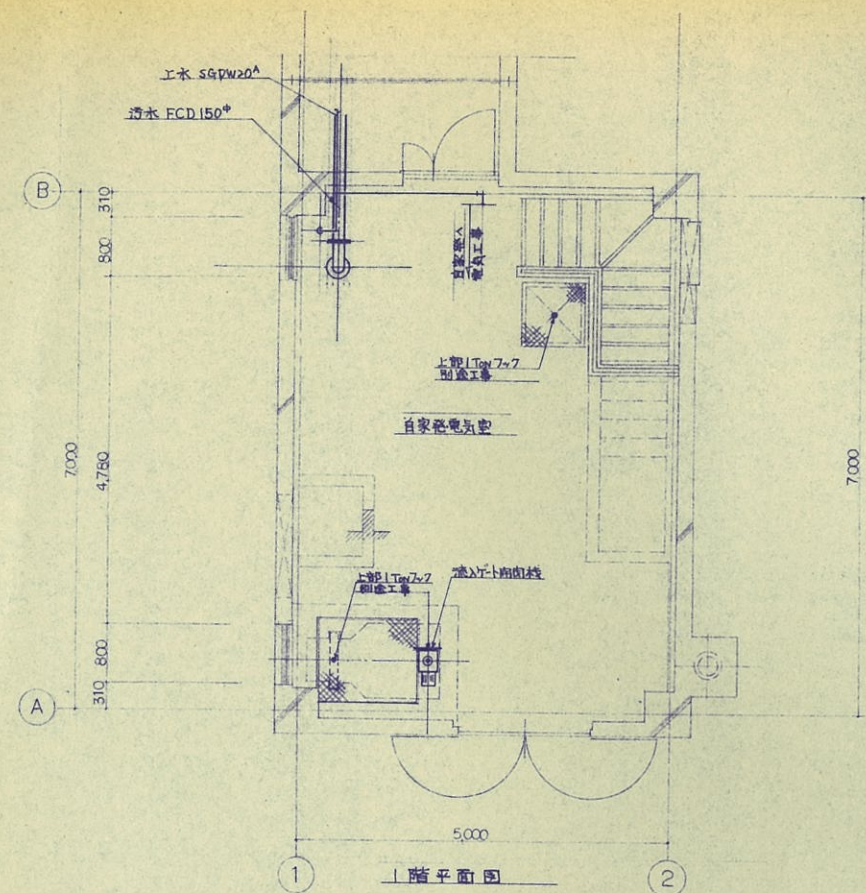 工水 SGPW20A
汚水 FCD150φ
B
310
800
7,000
4,780
800
310
A
自家発へ
電気工事
上部1Tonフック
別途工事
自家発電気室
上部1Tonフック
別途工事
流入ゲート開閉機
7,000
5,000
1
2
1階平面図